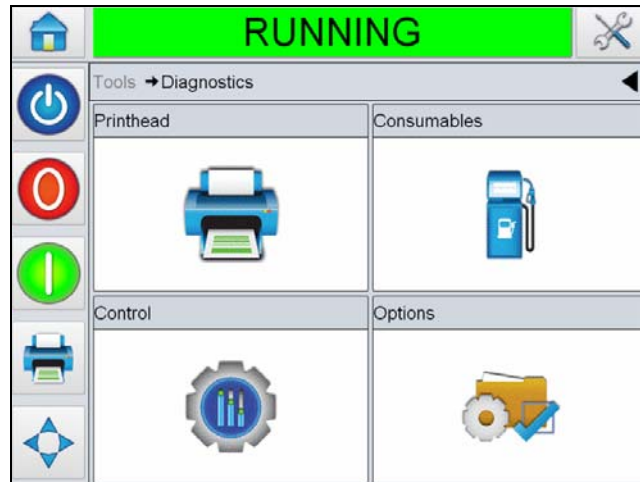 RUNNING
Tools → Diagnostics
Printhead
Consumables
Control
Options